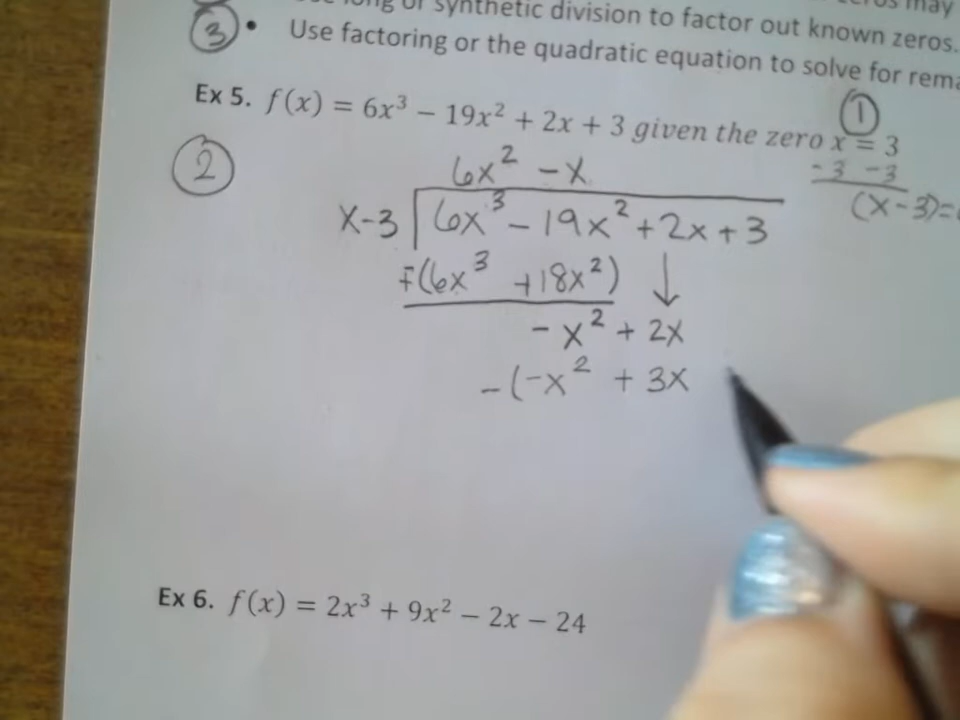 long or synthetic division to factor out known zeros.
③ • Use factoring or the quadratic equation to solve for
Ex 5. f(x) = 6x³ − 19x² + 2x + 3 given the zero x = 3
①
②
-3 -3
(x-3)=
6x² - x
x-3 6x³ - 19x² + 2x + 3
-(6x³ + 18x²) ↓
- x² + 2x
-(-x² + 3x
Ex 6. f(x) = 2x³ + 9x² − 2x − 24